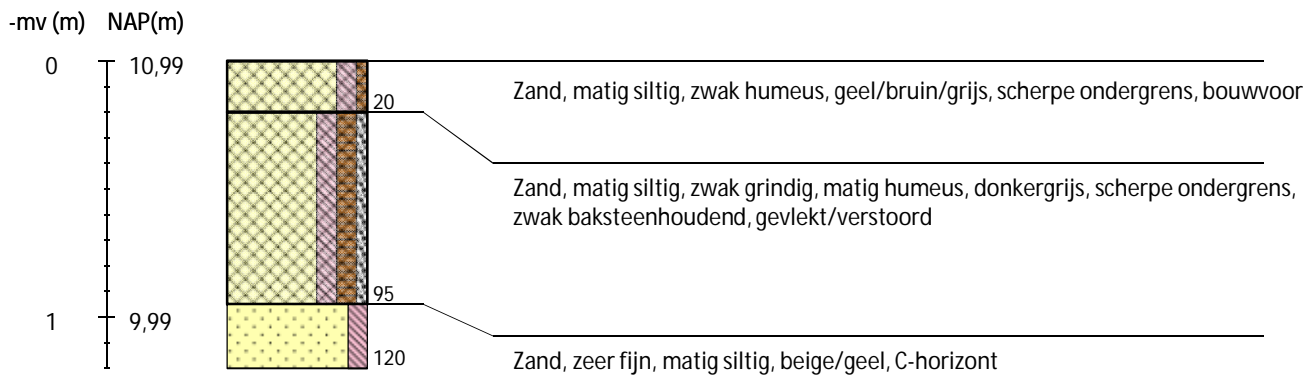 -mv (m) NAP(m)
0 10,99
20
Zand, matig siltig, zwak humeus, geel/bruin/grijs, scherpe ondergrens, bouwvoor
Zand, matig siltig, zwak grindig, matig humeus, donkergrijs, scherpe ondergrens,
zwak baksteenhoudend, gevlekt/verstoord
95
1 9,99
120
Zand, zeer fijn, matig siltig, beige/geel, C-horizont